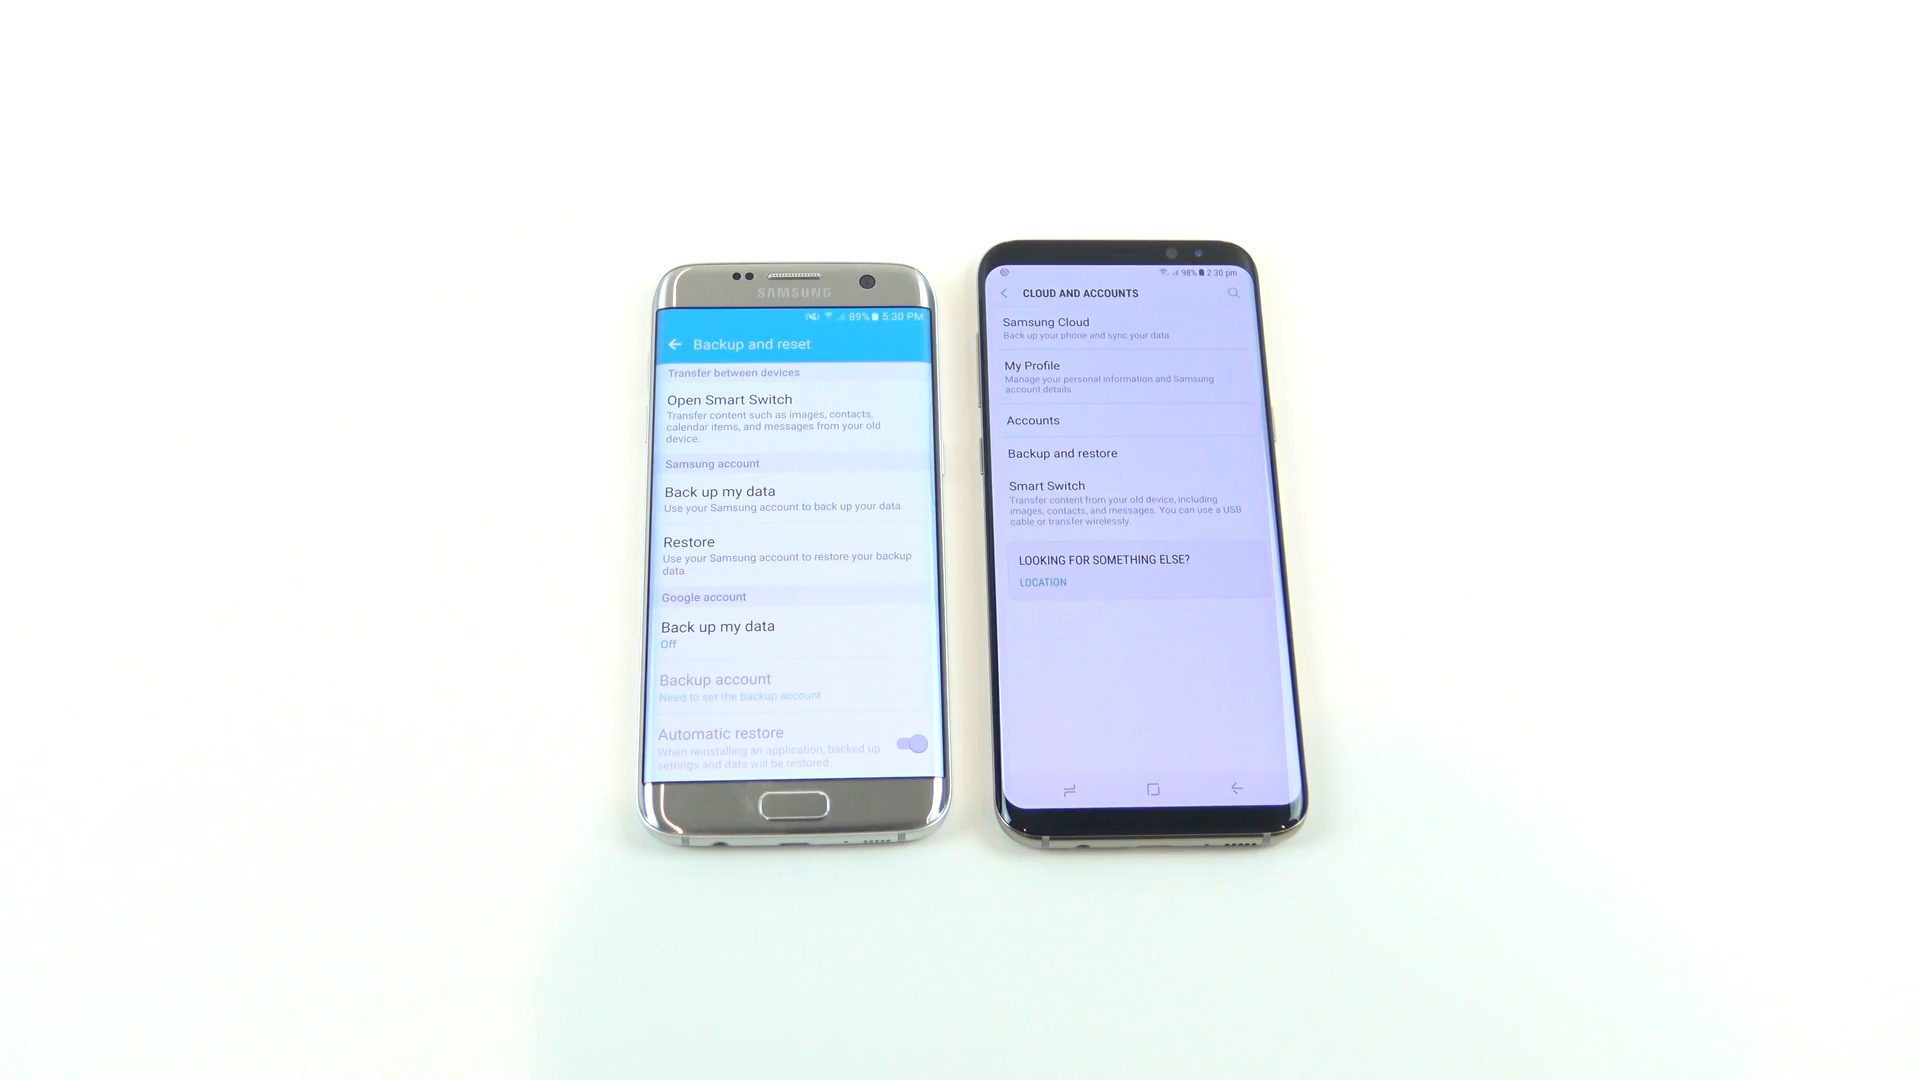 SAMSUNG
89% 5:30 PM
Backup and reset
Transfer between devices
Open Smart Switch
Transfer content such as images, contacts,
calendar items, and messages from your old
device.
Samsung account
Back up my data
Use your Samsung account to back up your data.
Restore
Use your Samsung account to restore your backup
data.
Google account
Back up my data
Off
Backup account
Need to set the backup account
Automatic restore
When reinstalling an application, backed up
settings and data will be restored.
98% 2:30 pm
CLOUD AND ACCOUNTS
Samsung Cloud
Back up your phone and sync your data
My Profile
Manage your personal information and Samsung
account details
Accounts
Backup and restore
Smart Switch
Transfer content from your old device, including
images, contacts, and messages. You can use a USB
cable or transfer wirelessly.
LOOKING FOR SOMETHING ELSE?
LOCATION